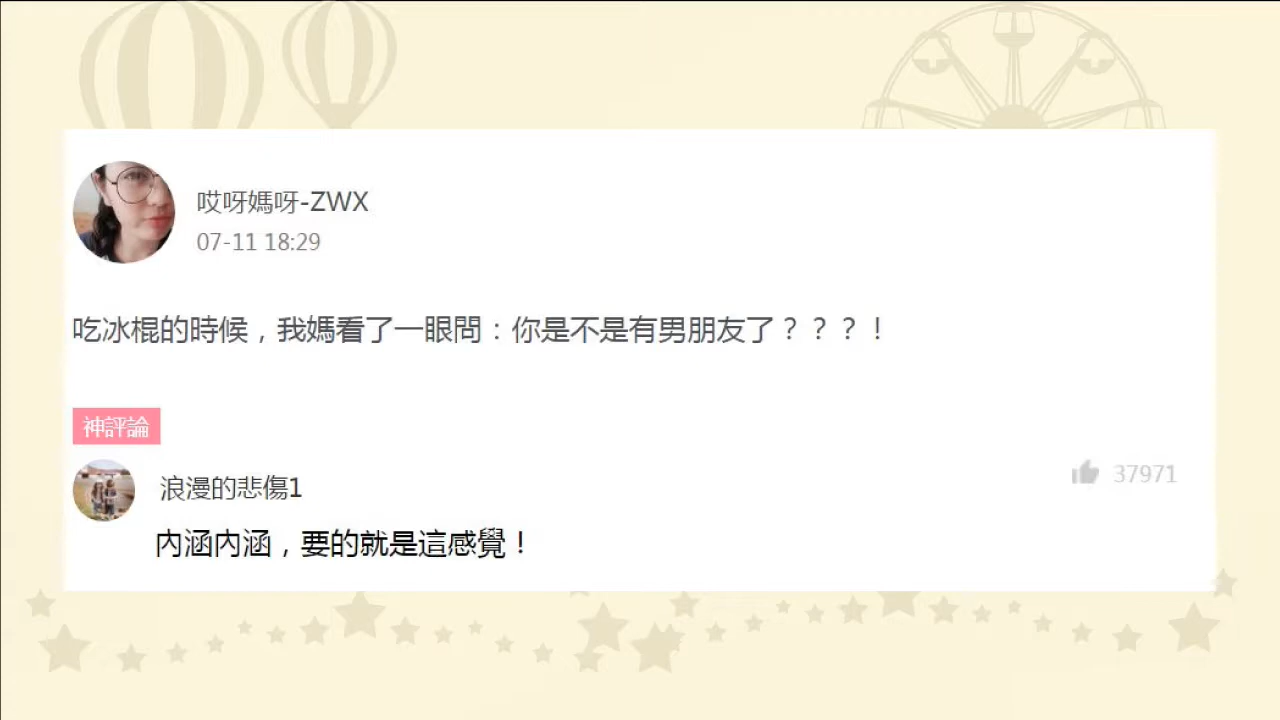 哎呀媽呀-ZWX
07-11 18:29
吃冰棍的時候，我媽看了一眼問：你是不是有男朋友了？？？！
神評論
浪漫的悲傷1
37971
內涵內涵，要的就是這感覺！